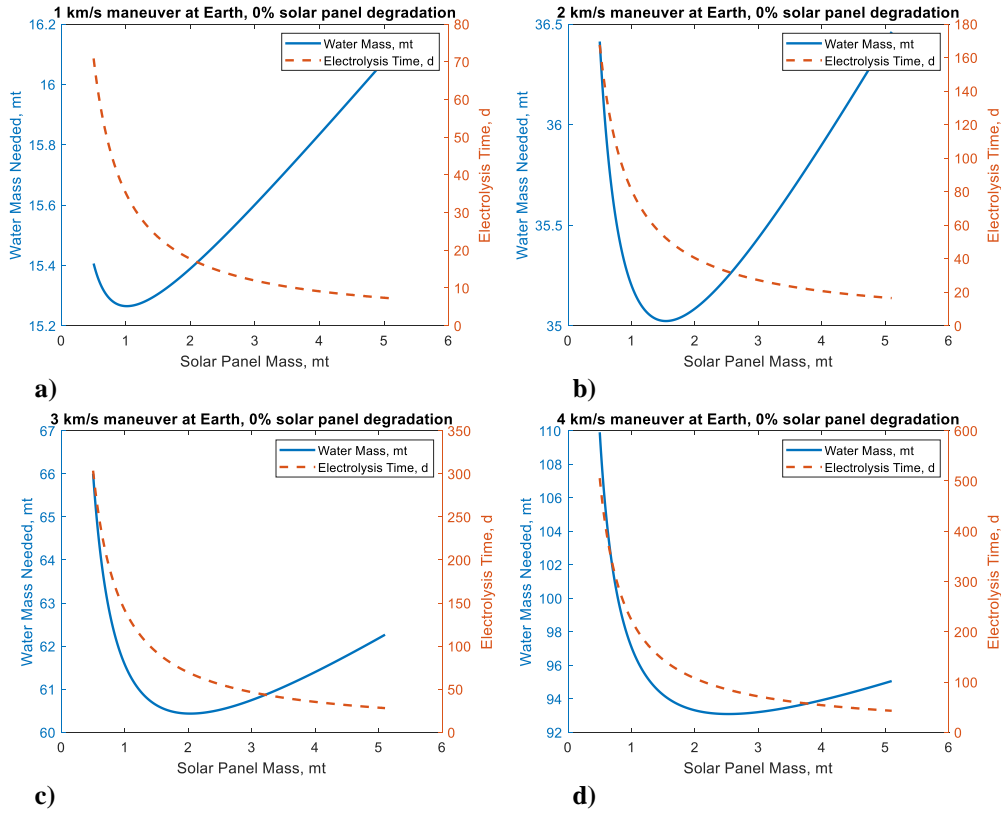 1 km/s maneuver at Earth, 0% solar panel degradation
16.2
16
15.8
15.6
15.4
15.2
Water Mass Needed, mt
Water Mass, mt
Electrolysis Time, d
80
70
60
50
40
30
20
10
0
Electrolysis Time, d
0 1 2 3 4 5 6
Solar Panel Mass, mt
a)
2 km/s maneuver at Earth, 0% solar panel degradation
36.5
36
35.5
35
Water Mass Needed, mt
Water Mass, mt
Electrolysis Time, d
180
160
140
120
100
80
60
40
20
0
Electrolysis Time, d
0 1 2 3 4 5 6
Solar Panel Mass, mt
b)
3 km/s maneuver at Earth, 0% solar panel degradation
67
66
65
64
63
62
61
60
Water Mass Needed, mt
Water Mass, mt
Electrolysis Time, d
350
300
250
200
150
100
50
0
Electrolysis Time, d
0 1 2 3 4 5 6
Solar Panel Mass, mt
c)
4 km/s maneuver at Earth, 0% solar panel degradation
110
108
106
104
102
100
98
96
94
92
Water Mass Needed, mt
Water Mass, mt
Electrolysis Time, d
600
500
400
300
200
100
0
Electrolysis Time, d
0 1 2 3 4 5 6
Solar Panel Mass, mt
d)